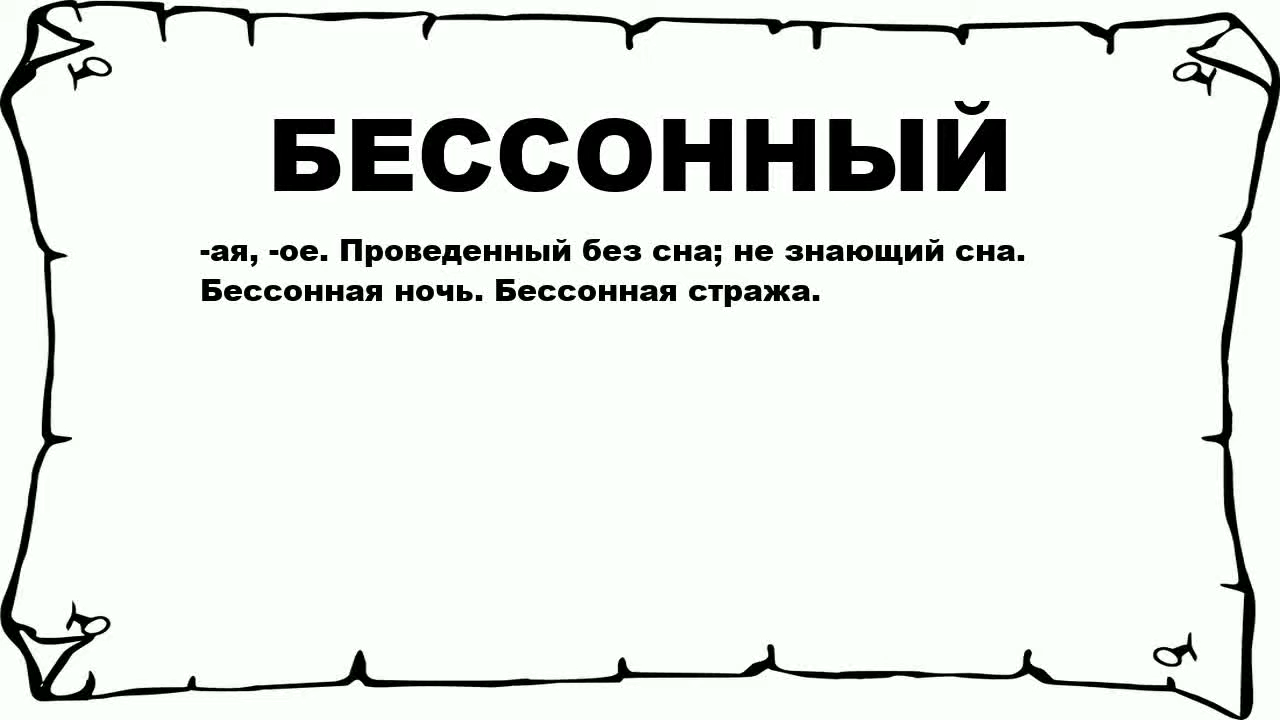 БЕССОННЫЙ
-ая, -ое. Проведенный без сна; не знающий сна.
Бессонная ночь. Бессонная стража.